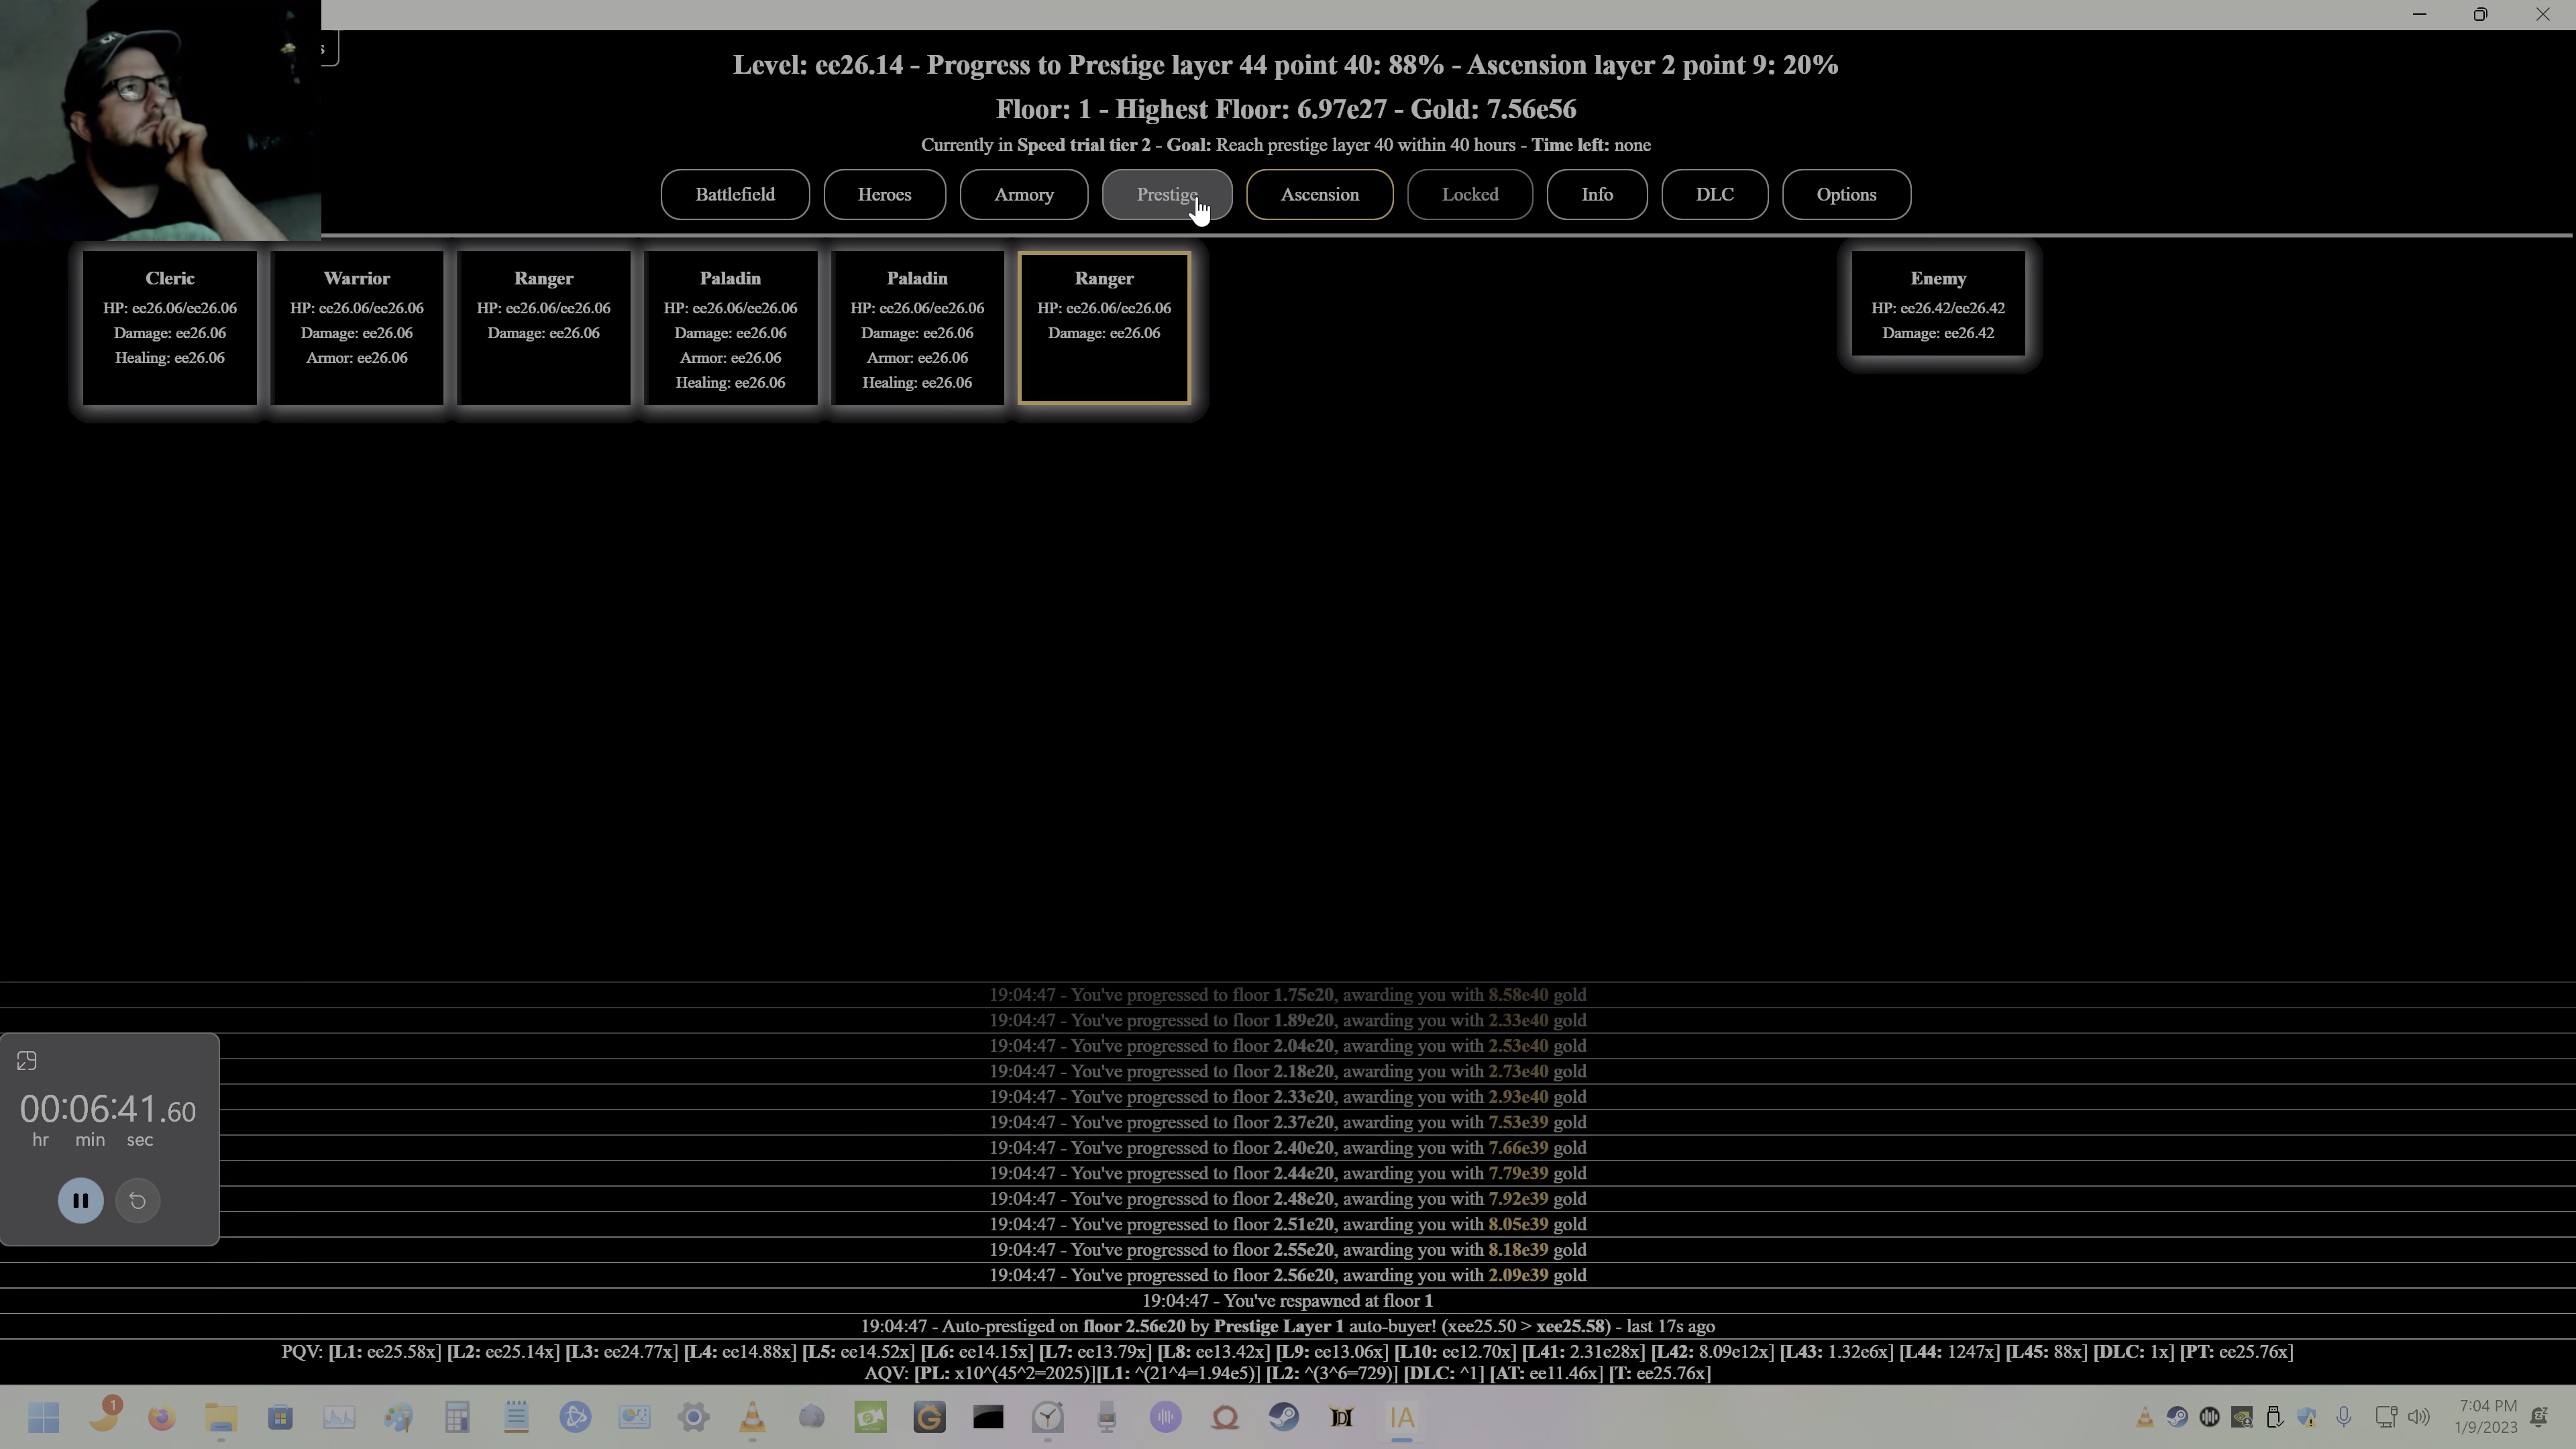 s
Level: ee26.14 - Progress to Prestige layer 44 point 40: 88% - Ascension layer 2 point 9: 20%
Floor: 1 - Highest Floor: 6.97e27 - Gold: 7.56e56
Currently in Speed trial tier 2 - Goal: Reach prestige layer 40 within 40 hours - Time left: none
Battlefield Heroes Armory Prestige Ascension Locked Info DLC Options
Cleric
HP: ee26.06/ee26.06
Damage: ee26.06
Healing: ee26.06
Warrior
HP: ee26.06/ee26.06
Damage: ee26.06
Armor: ee26.06
Ranger
HP: ee26.06/ee26.06
Damage: ee26.06
Paladin
HP: ee26.06/ee26.06
Damage: ee26.06
Armor: ee26.06
Healing: ee26.06
Paladin
HP: ee26.06/ee26.06
Damage: ee26.06
Armor: ee26.06
Healing: ee26.06
Ranger
HP: ee26.06/ee26.06
Damage: ee26.06
Enemy
HP: ee26.42/ee26.42
Damage: ee26.42
19:04:47 - You've progressed to floor 1.75e20, awarding you with 8.58e40 gold
19:04:47 - You've progressed to floor 1.89e20, awarding you with 2.33e40 gold
19:04:47 - You've progressed to floor 2.04e20, awarding you with 2.53e40 gold
19:04:47 - You've progressed to floor 2.18e20, awarding you with 2.73e40 gold
19:04:47 - You've progressed to floor 2.33e20, awarding you with 2.93e40 gold
19:04:47 - You've progressed to floor 2.37e20, awarding you with 7.53e39 gold
19:04:47 - You've progressed to floor 2.40e20, awarding you with 7.66e39 gold
19:04:47 - You've progressed to floor 2.44e20, awarding you with 7.79e39 gold
19:04:47 - You've progressed to floor 2.48e20, awarding you with 7.92e39 gold
19:04:47 - You've progressed to floor 2.51e20, awarding you with 8.05e39 gold
19:04:47 - You've progressed to floor 2.55e20, awarding you with 8.18e39 gold
19:04:47 - You've progressed to floor 2.56e20, awarding you with 2.09e39 gold
19:04:47 - You've respawned at floor 1
19:04:47 - Auto-prestiged on floor 2.56e20 by Prestige Layer 1 auto-buyer! (xee25.50 > xee25.58) - last 17s ago
PQV: [L1: ee25.58x] [L2: ee25.14x] [L3: ee24.77x] [L4: ee14.88x] [L5: ee14.52x] [L6: ee14.15x] [L7: ee13.79x] [L8: ee13.42x] [L9: ee13.06x] [L10: ee12.70x] [L41: 2.31e28x] [L42: 8.09e12x] [L43: 1.32e6x] [L44: 1247x] [L45: 88x] [DLC: 1x] [PT: ee25.76x]
AQV: [PL: x10^(45^2=2025)][L1: ^(21^4=1.94e5)] [L2: ^(3^6=729)] [DLC: ^1] [AT: ee11.46x] [T: ee25.76x]
00:06:41.60
hr min sec
1
IA
7:04 PM
1/9/2023